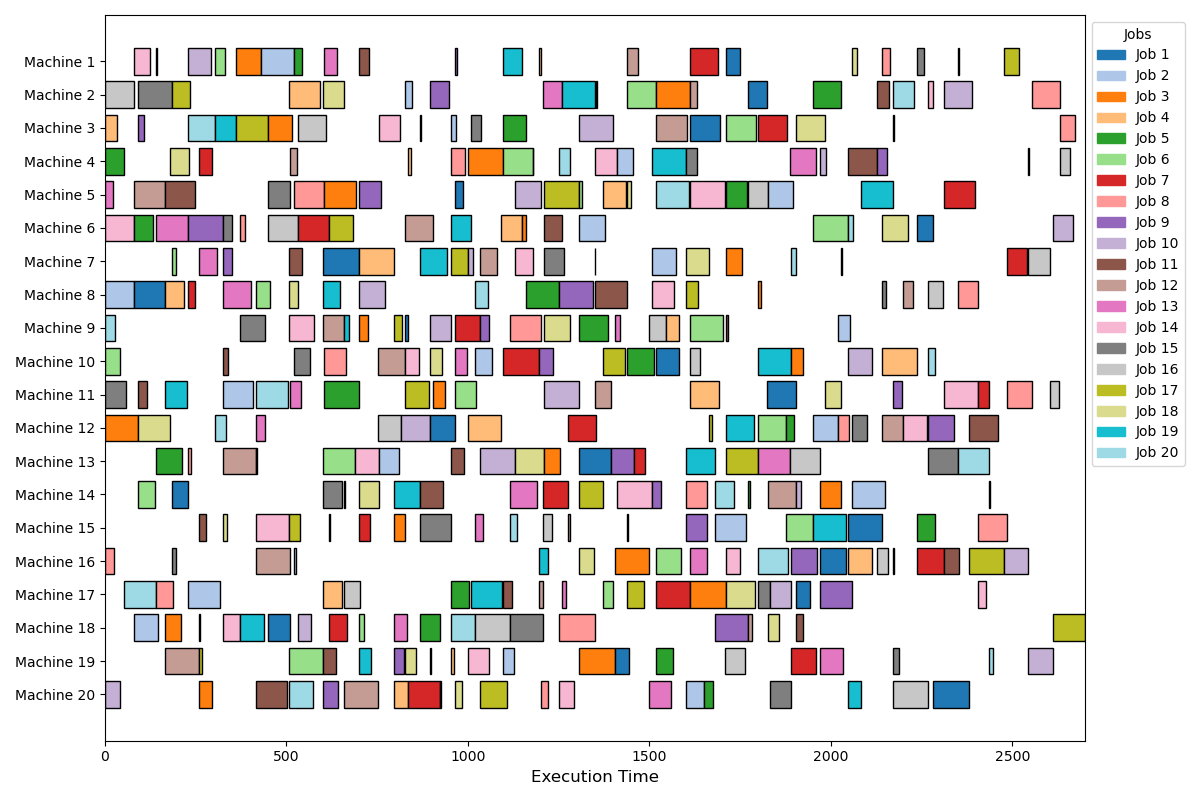 Machine 1
Machine 2
Machine 3
Machine 4
Machine 5
Machine 6
Machine 7
Machine 8
Machine 9
Machine 10
Machine 11
Machine 12
Machine 13
Machine 14
Machine 15
Machine 16
Machine 17
Machine 18
Machine 19
Machine 20
0 500 1000 1500 2000 2500
Execution Time
Jobs
Job 1
Job 2
Job 3
Job 4
Job 5
Job 6
Job 7
Job 8
Job 9
Job 10
Job 11
Job 12
Job 13
Job 14
Job 15
Job 16
Job 17
Job 18
Job 19
Job 20